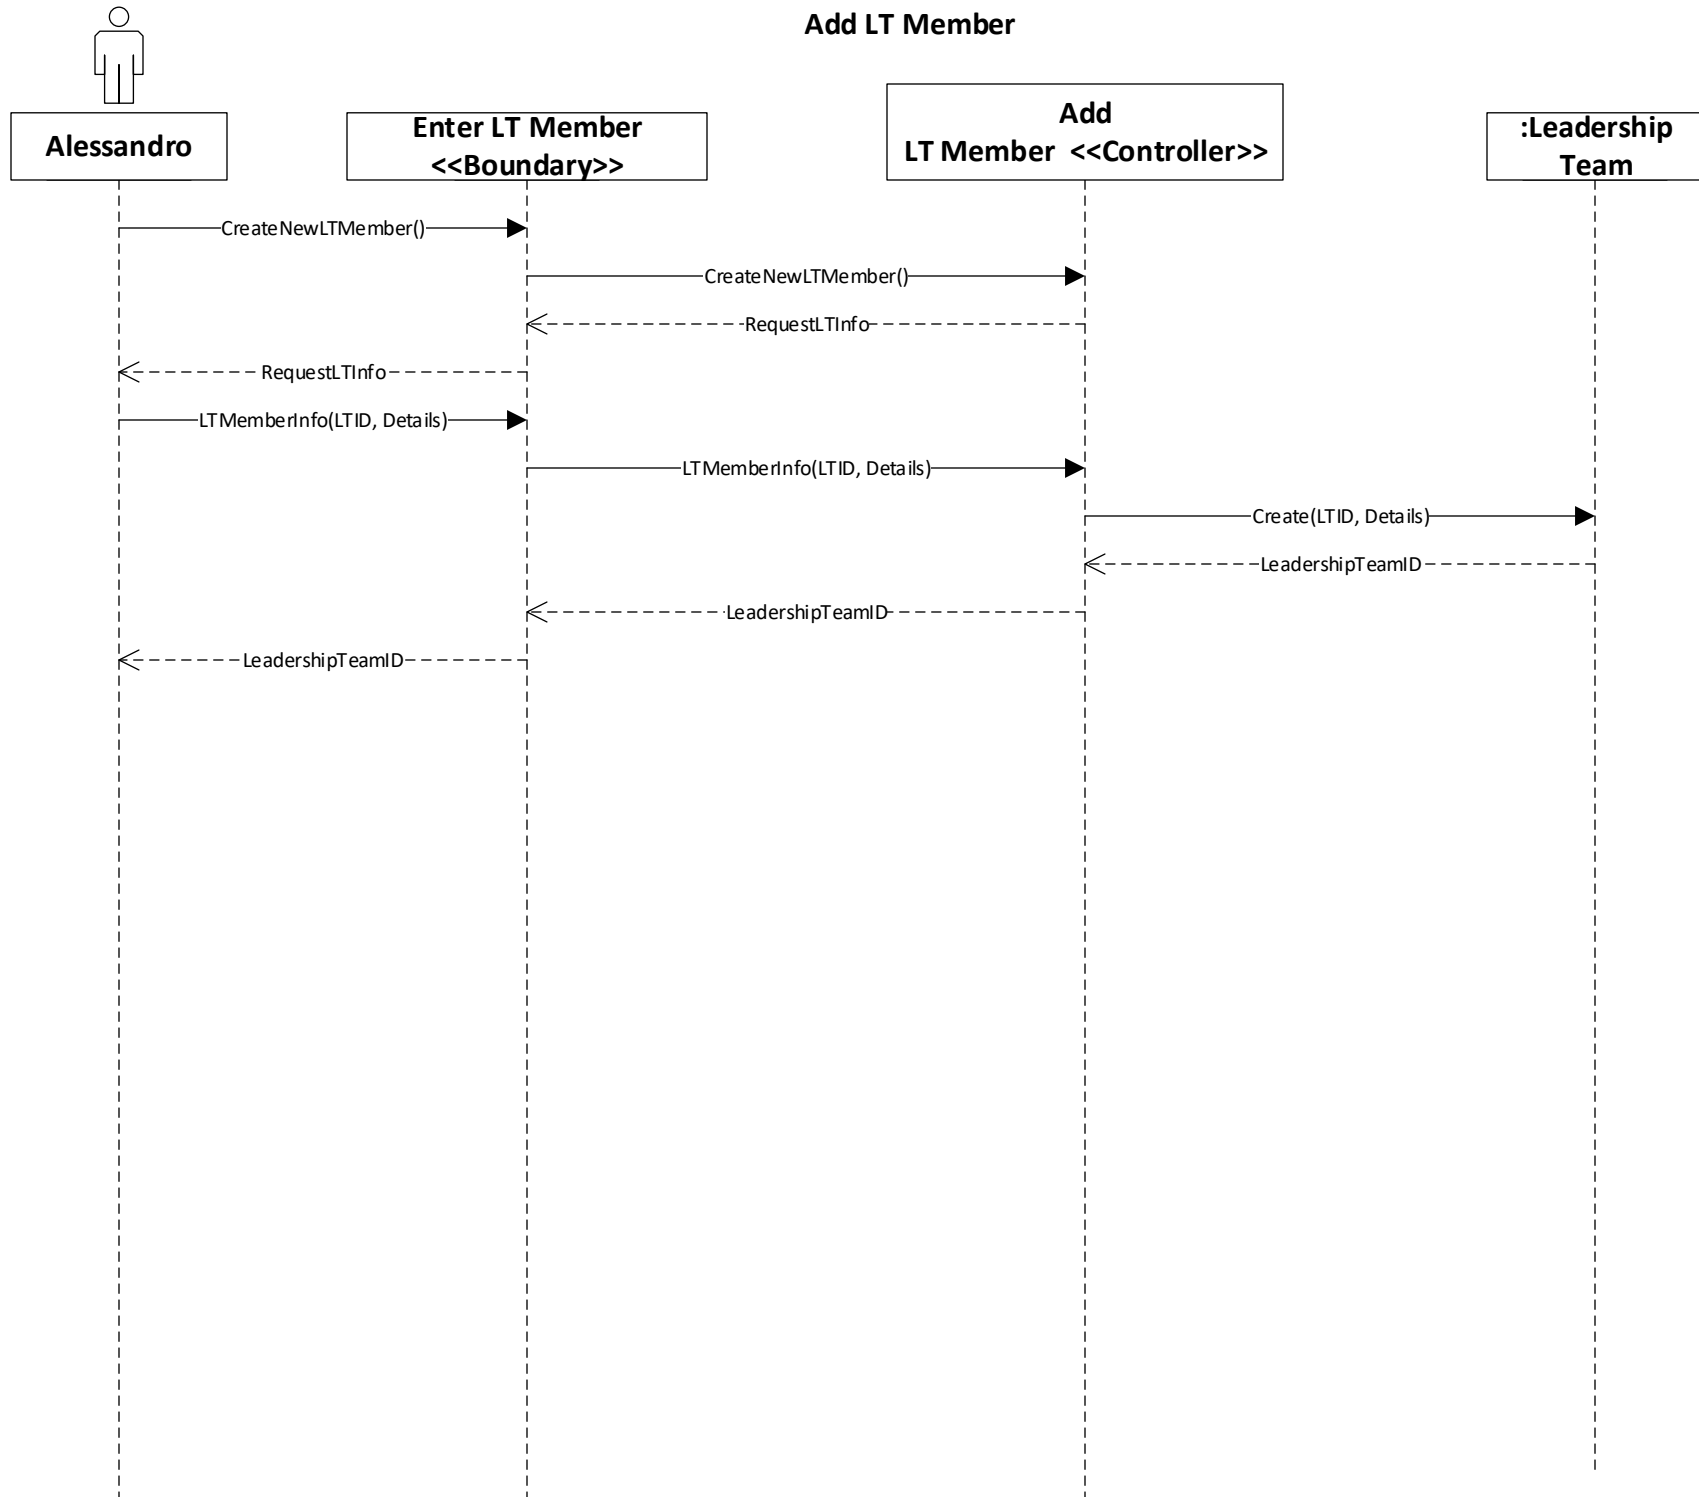 Add LT Member
Alessandro
Enter LT Member
<<Boundary>>
Add
LT Member <<Controller>>
:Leadership
Team
CreateNewLTMember()
CreateNewLTMember()
RequestLTInfo
RequestLTInfo
LTMemberInfo(LTID, Details)
LTMemberInfo(LTID, Details)
Create(LTID, Details)
LeadershipTeamID
LeadershipTeamID
LeadershipTeamID